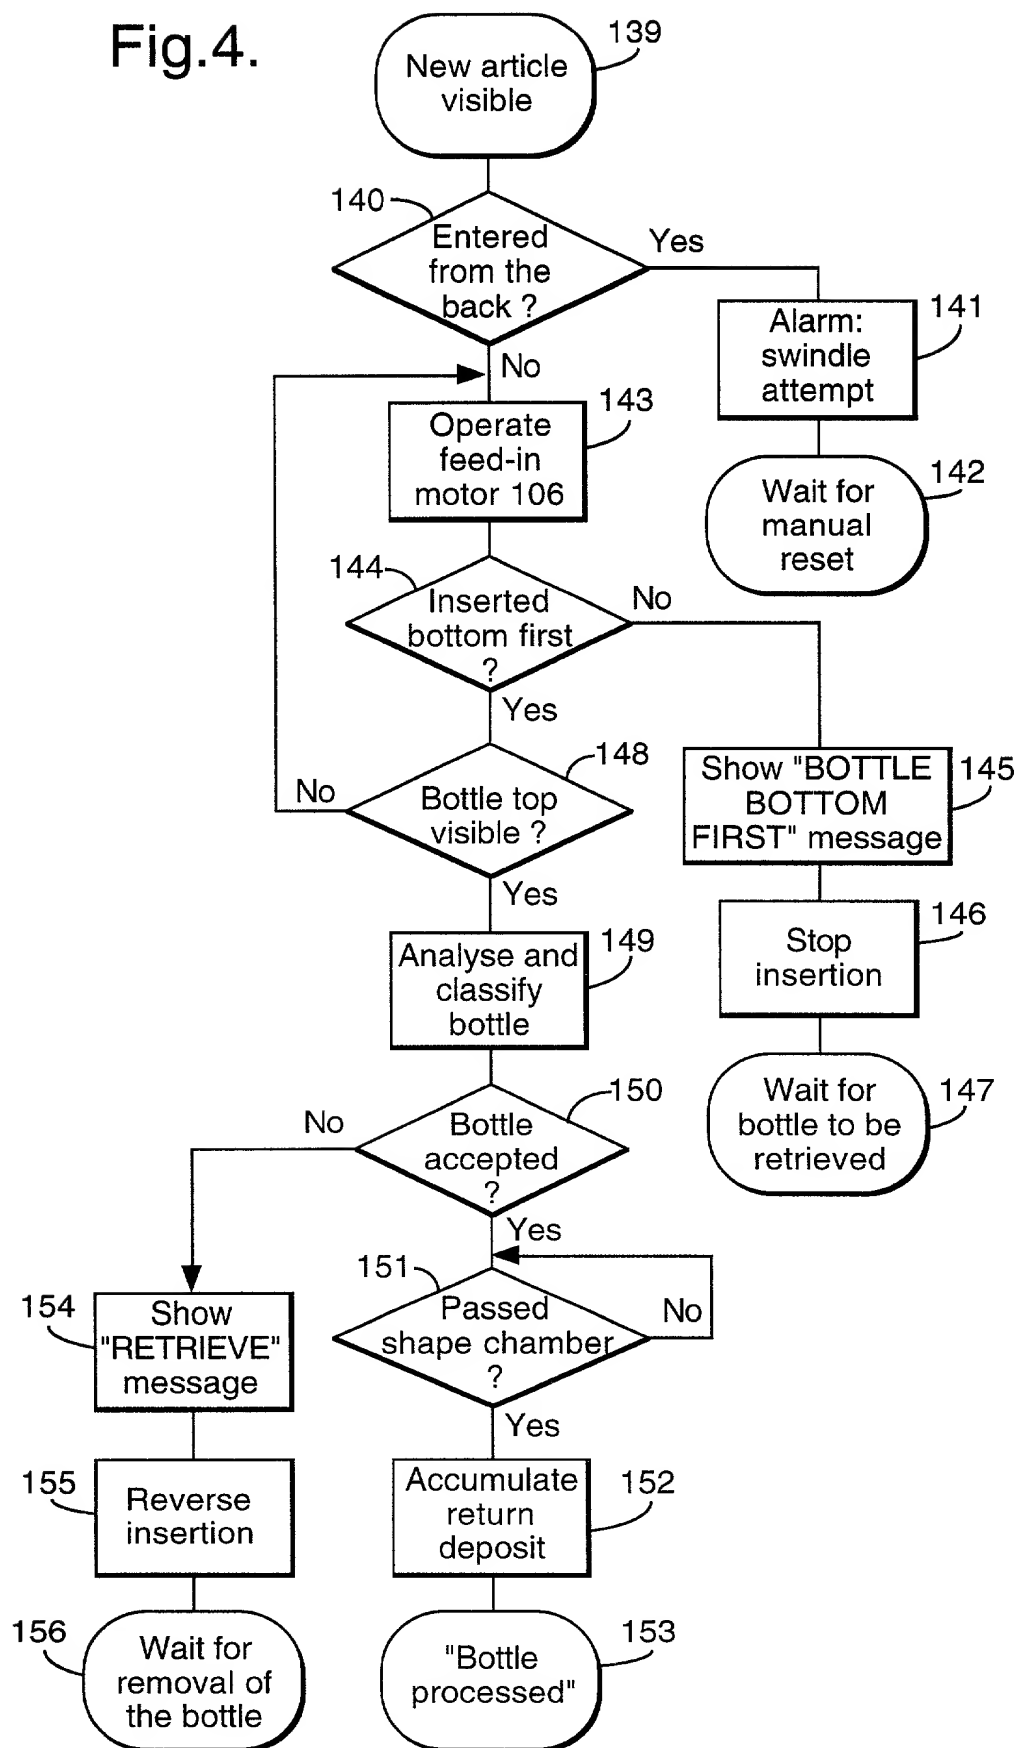 Fig.4.
139
New article
visible
140
Entered
from the
back ?
Yes
No
141
Alarm:
swindle
attempt
142
Wait for
manual
reset
143
Operate
feed-in
motor 106
144
Inserted
bottom first
?
No
Yes
145
Show "BOTTLE
BOTTOM
FIRST" message
146
Stop
insertion
147
Wait for
bottle to be
retrieved
148
Bottle top
visible ?
No
Yes
149
Analyse and
classify
bottle
150
Bottle
accepted
?
No
Yes
151
Passed
shape chamber
?
No
Yes
152
Accumulate
return
deposit
153
"Bottle
processed"
154
Show
"RETRIEVE"
message
155
Reverse
insertion
156
Wait for
removal of
the bottle